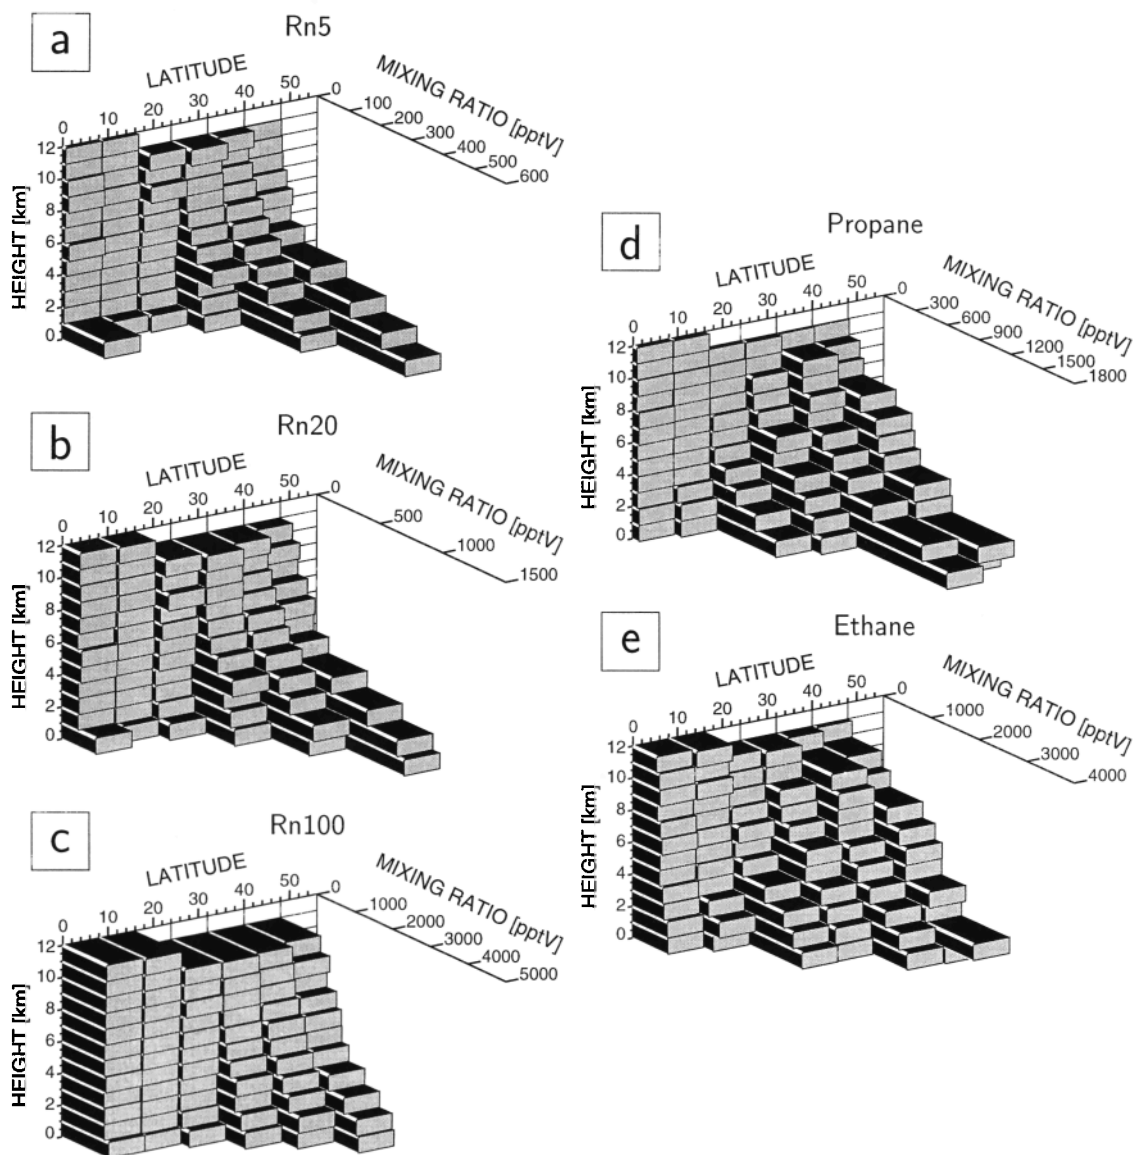 a
Rn5
LATITUDE
MIXING RATIO [pptV]
0 10 20 30 40 50
0 100 200 300 400 500 600
HEIGHT [km]
12
10
8
6
4
2
0
b
Rn20
LATITUDE
MIXING RATIO [pptV]
0 10 20 30 40 50
0 500 1000 1500
HEIGHT [km]
12
10
8
6
4
2
0
c
Rn100
LATITUDE
MIXING RATIO [pptV]
0 10 20 30 40 50
0 1000 2000 3000 4000 5000
HEIGHT [km]
12
10
8
6
4
2
0
d
Propane
LATITUDE
MIXING RATIO [pptV]
0 10 20 30 40 50
0 300 600 900 1200 1500 1800
HEIGHT [km]
12
10
8
6
4
2
0
e
Ethane
LATITUDE
MIXING RATIO [pptV]
0 10 20 30 40 50
0 1000 2000 3000 4000
HEIGHT [km]
12
10
8
6
4
2
0